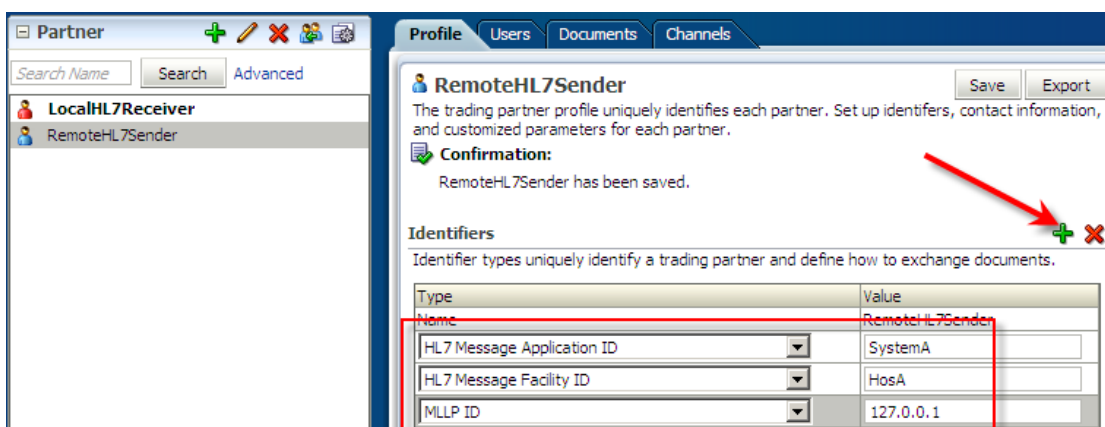 Partner
Search Name Search Advanced
LocalHL7Receiver
RemoteHL7Sender
Profile Users Documents Channels
RemoteHL7Sender Save Export
The trading partner profile uniquely identifies each partner. Set up identifers, contact information,
and customized parameters for each partner.
Confirmation:
RemoteHL7Sender has been saved.
Identifiers
Identifier types uniquely identify a trading partner and define how to exchange documents.
Type Value
Name RemoteHL7Sender
HL7 Message Application ID SystemA
HL7 Message Facility ID HosA
MLLP ID 127.0.0.1